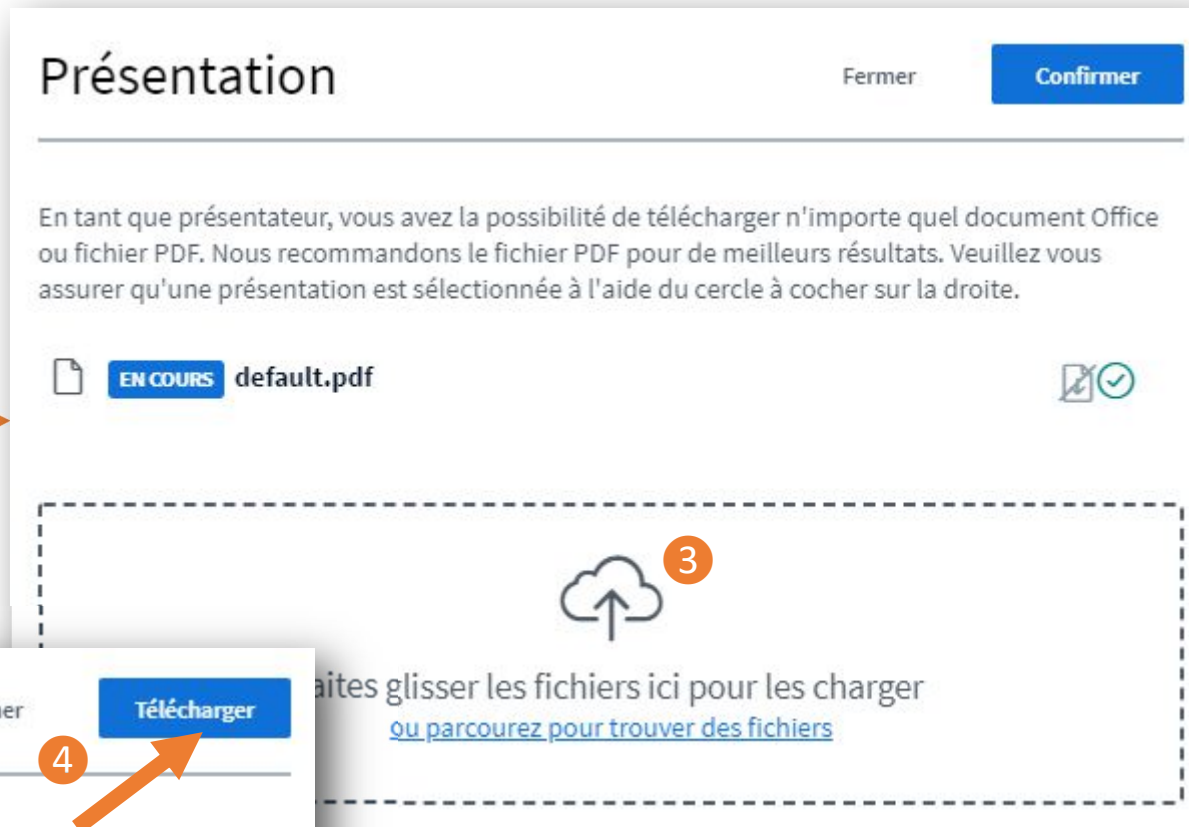 Présentation
Fermer
Confirmer
En tant que présentateur, vous avez la possibilité de télécharger n'importe quel document Office
ou fichier PDF. Nous recommandons le fichier PDF pour de meilleurs résultats. Veuillez vous
assurer qu'une présentation est sélectionnée à l'aide du cercle à cocher sur la droite.
EN COURS default.pdf
3
aites glisser les fichiers ici pour les charger
ou parcourez pour trouver des fichiers
er
Télécharger
4